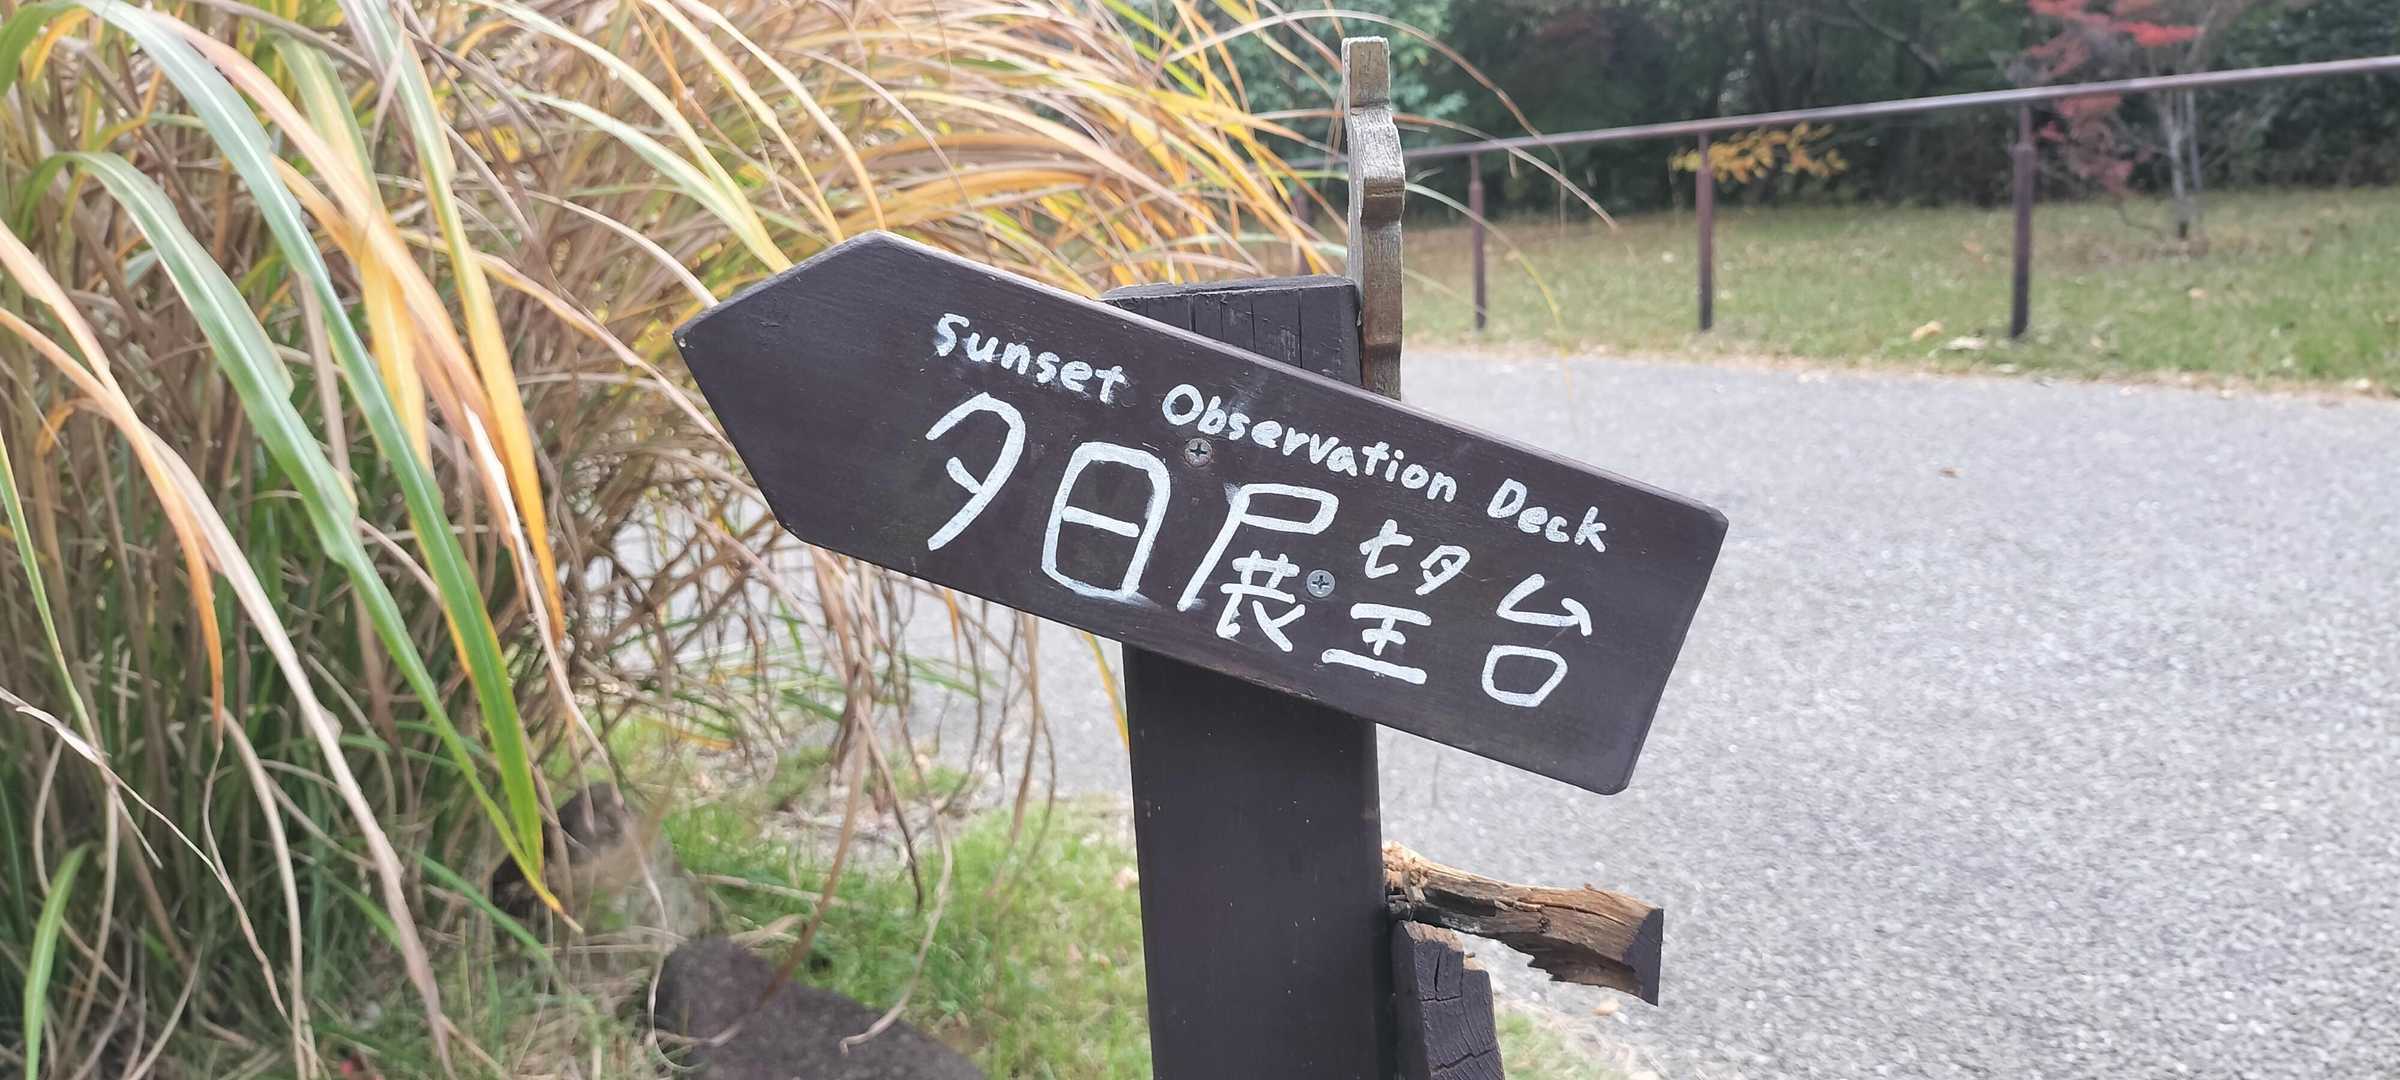 Sunset Observation Deck
夕日展望台